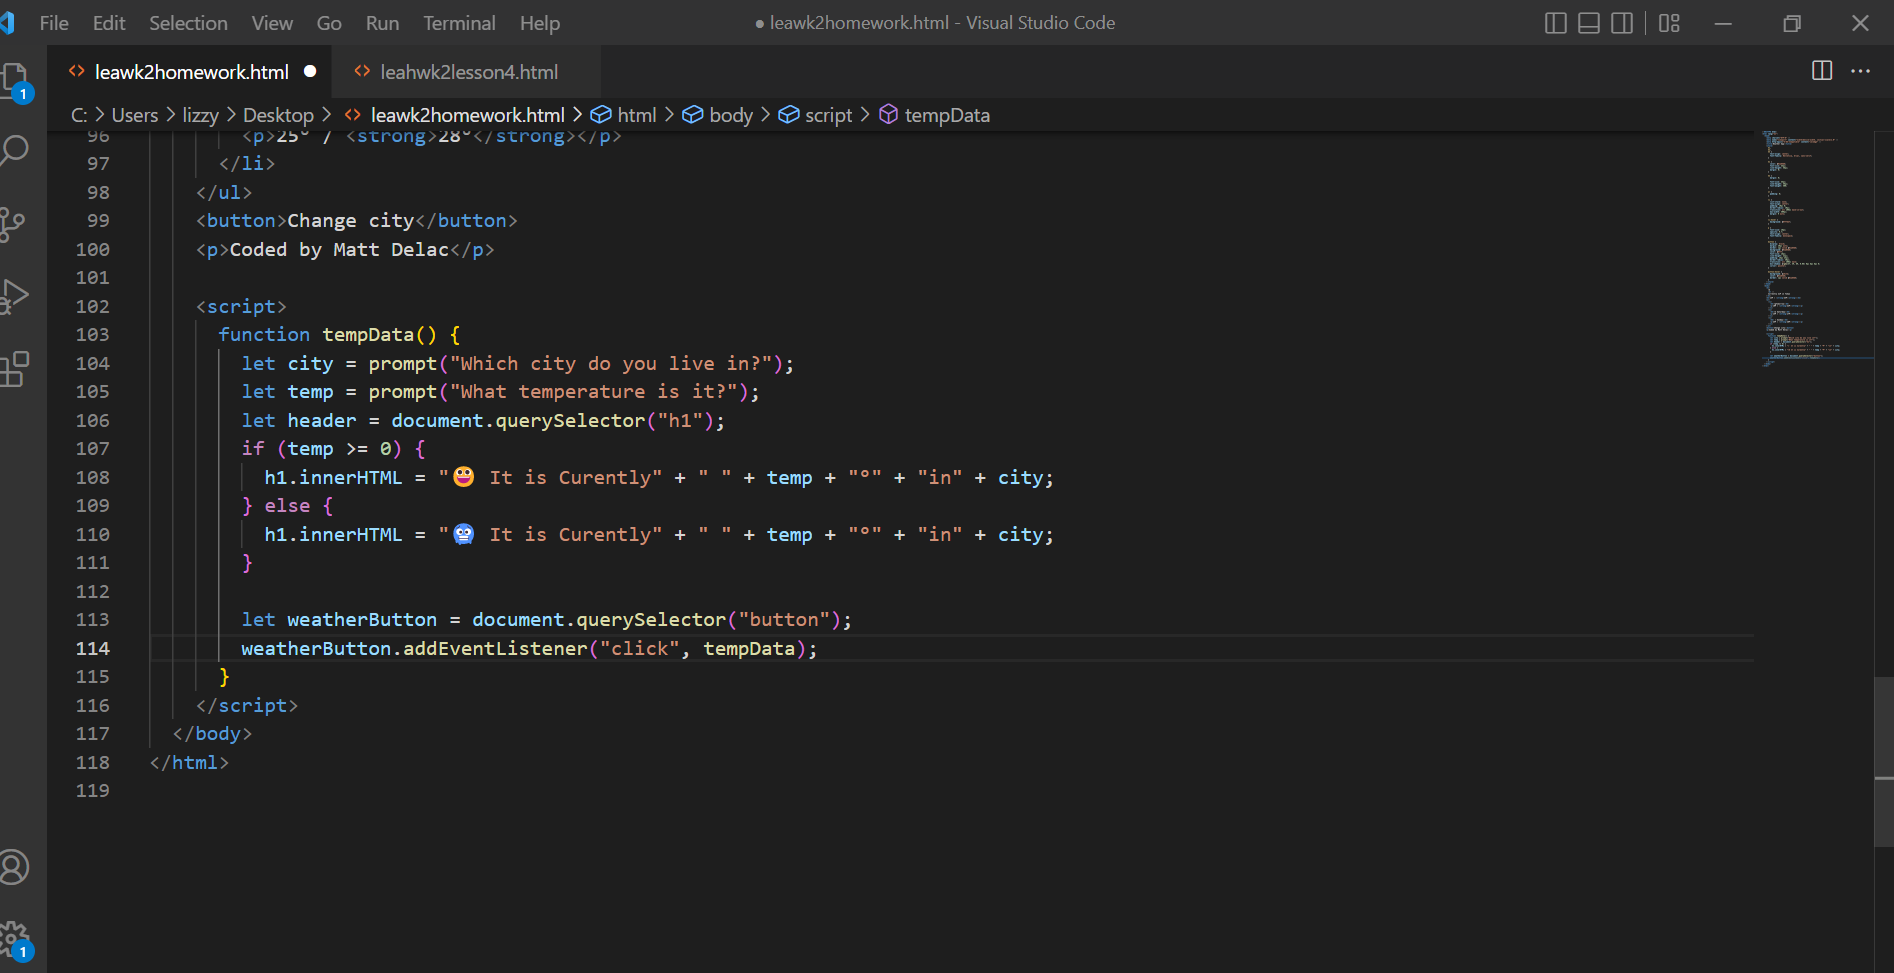 File Edit Selection View Go Run Terminal Help ● leawk2homework.html - Visual Studio Code
leawk2homework.html ● leahwk2lesson4.html
C: > Users > lizzy > Desktop > leawk2homework.html > html > body > script > tempData
96 <p>25° / <strong>28°</strong></p>
97 </li>
98 </ul>
99 <button>Change city</button>
100 <p>Coded by Matt Delac</p>
101
102 <script>
103 function tempData() {
104 let city = prompt("Which city do you live in?");
105 let temp = prompt("What temperature is it?");
106 let header = document.querySelector("h1");
107 if (temp >= 0) {
108 h1.innerHTML = "😀 It is Curently" + " " + temp + "°" + "in" + city;
109 } else {
110 h1.innerHTML = "🥶 It is Curently" + " " + temp + "°" + "in" + city;
111 }
112
113 let weatherButton = document.querySelector("button");
114 weatherButton.addEventListener("click", tempData);
115 }
116 </script>
117 </body>
118 </html>
119
1
1